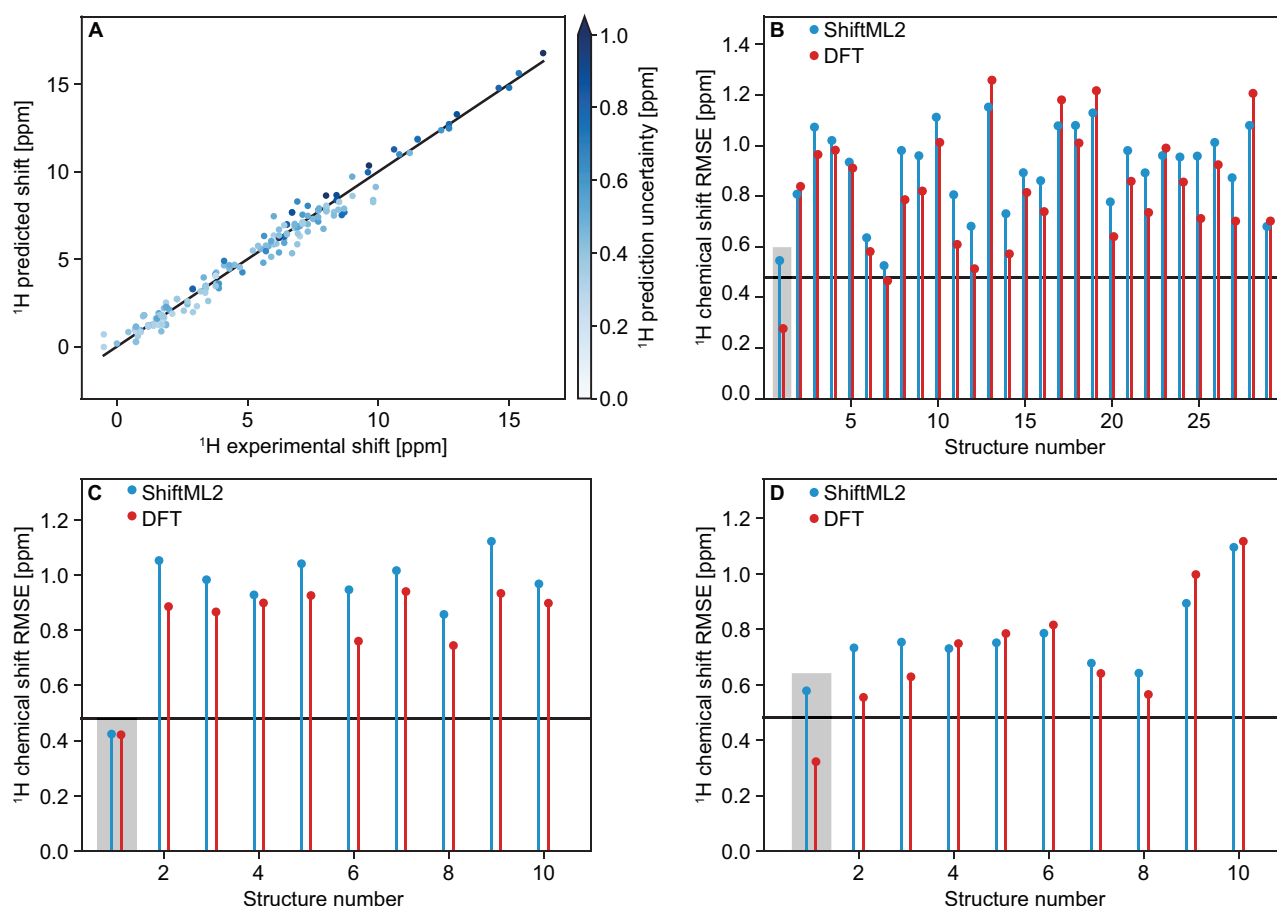 A
15
10
5
0
0
5
10
15
¹H predicted shift [ppm]
¹H experimental shift [ppm]
1.0
0.8
0.6
0.4
0.2
0.0
¹H prediction uncertainty [ppm]
B
ShiftML2
DFT
1.4
1.2
1.0
0.8
0.6
0.4
0.2
0.0
5
10
15
20
25
¹H chemical shift RMSE [ppm]
Structure number
C
ShiftML2
DFT
1.2
1.0
0.8
0.6
0.4
0.2
0.0
2
4
6
8
10
¹H chemical shift RMSE [ppm]
Structure number
D
ShiftML2
DFT
1.2
1.0
0.8
0.6
0.4
0.2
0.0
2
4
6
8
10
¹H chemical shift RMSE [ppm]
Structure number